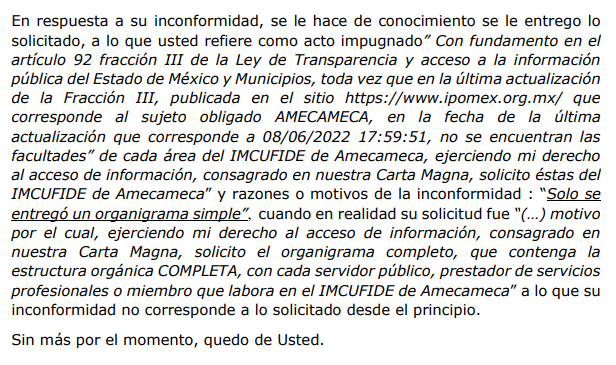 En respuesta a su inconformidad, se le hace de conocimiento se le entrego lo
solicitado, a lo que usted refiere como acto impugnado” Con fundamento en el
artículo 92 fracción III de la Ley de Transparencia y acceso a la información
pública del Estado de México y Municipios, toda vez que en la última actualización
de la Fracción III, publicada en el sitio https://www.ipomex.org.mx/ que
corresponde al sujeto obligado AMECAMECA, en la fecha de la última
actualización que corresponde a 08/06/2022 17:59:51, no se encuentran las
facultades” de cada área del IMCUFIDE de Amecameca, ejerciendo mi derecho
al acceso de información, consagrado en nuestra Carta Magna, solicito éstas del
IMCUFIDE de Amecameca” y razones o motivos de la inconformidad : “Solo se
entregó un organigrama simple”. cuando en realidad su solicitud fue “(...) motivo
por el cual, ejerciendo mi derecho al acceso de información, consagrado en
nuestra Carta Magna, solicito el organigrama completo, que contenga la
estructura orgánica COMPLETA, con cada servidor público, prestador de servicios
profesionales o miembro que labora en el IMCUFIDE de Amecameca” a lo que su
inconformidad no corresponde a lo solicitado desde el principio.
Sin más por el momento, quedo de Usted.